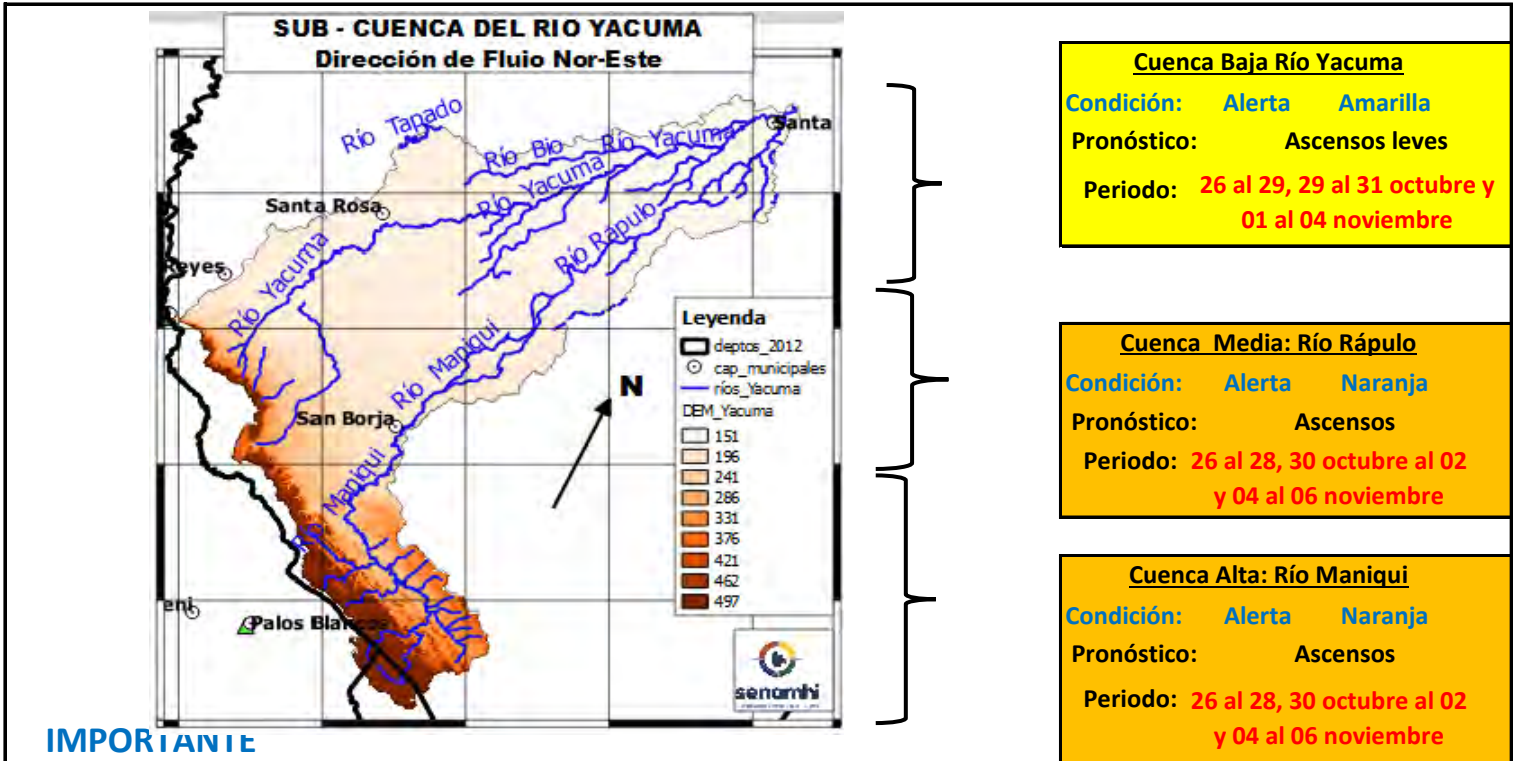 SUB - CUENCA DEL RIO YACUMA
Dirección de Fluio Nor-Este
Río Tapado
Santa
Río Bio
Río Yacuma
Río Yacuma
Santa Rosa
Río Rápulo
Reyes
Río Yacuma
Río Maniquí
San Borja
Río Maniqui
eni
Palos Blancos
N
Leyenda
deptos_2012
cap_municipales
ríos_Yacuma
DEM_Yacuma
151
196
241
286
331
376
421
462
497
senamhi
Cuenca Baja Río Yacuma
Condición: Alerta Amarilla
Pronóstico: Ascensos leves
Periodo: 26 al 29, 29 al 31 octubre y
01 al 04 noviembre
Cuenca Media: Río Rápulo
Condición: Alerta Naranja
Pronóstico: Ascensos
Periodo: 26 al 28, 30 octubre al 02
y 04 al 06 noviembre
Cuenca Alta: Río Maniqui
Condición: Alerta Naranja
Pronóstico: Ascensos
Periodo: 26 al 28, 30 octubre al 02
y 04 al 06 noviembre
IMPORTANTE